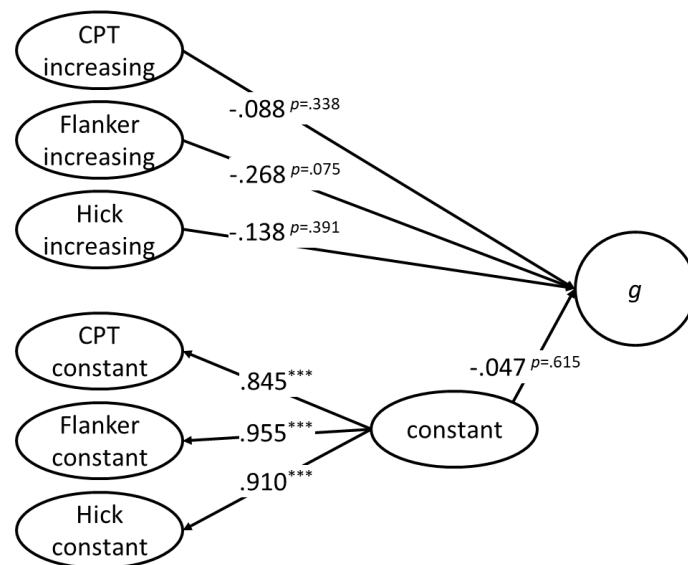 CPT
increasing
-.088 p=.338
Flanker
increasing
-.268 p=.075
Hick
increasing
-.138 p=.391
g
CPT
constant
-.047 p=.615
.845***
Flanker
constant
.955***
constant
.910***
Hick
constant